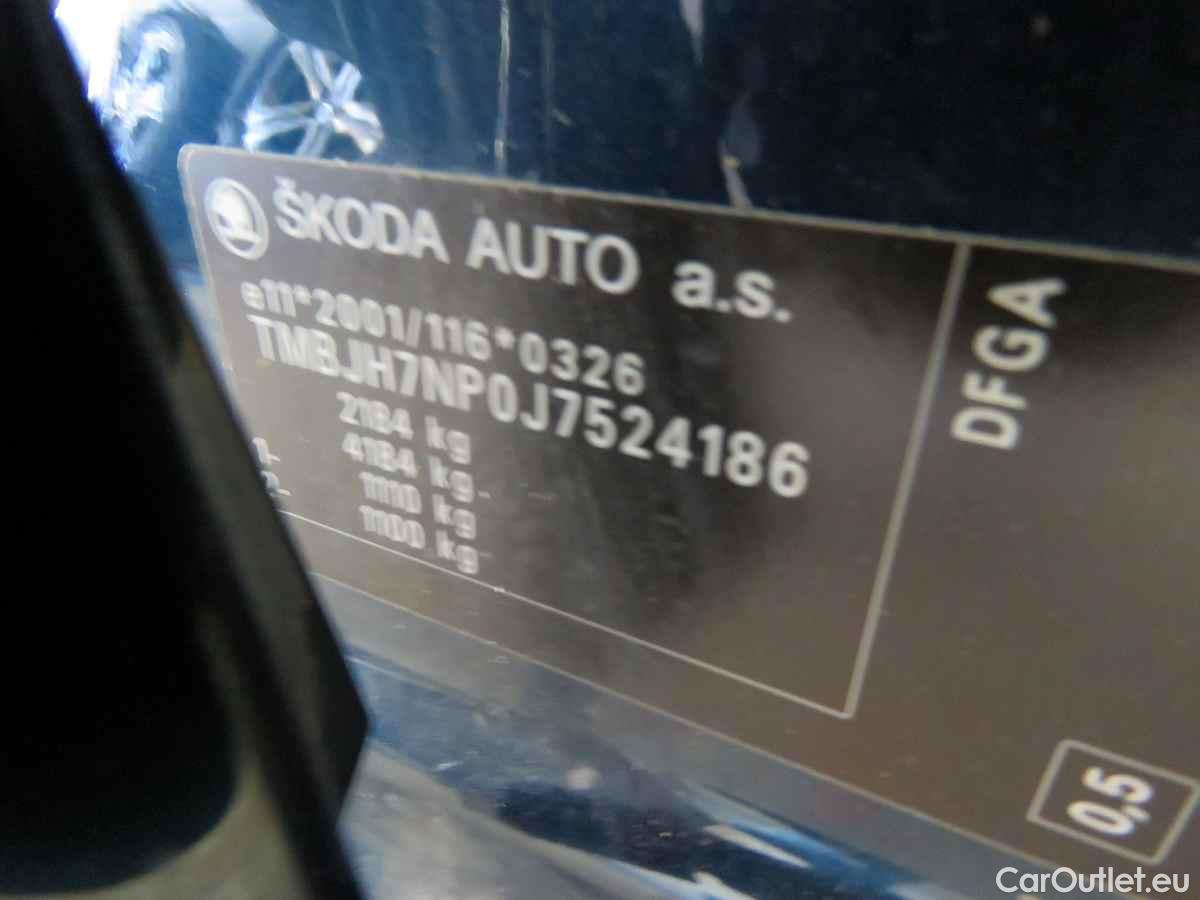 ŠKODA AUTO a.s.
e11*2001/116*0326
TMBJH7NP0J7524186
2184 kg
4184 kg
1- 1110 kg
2- 1100 kg
DFGA
0,5
CarOutlet.eu